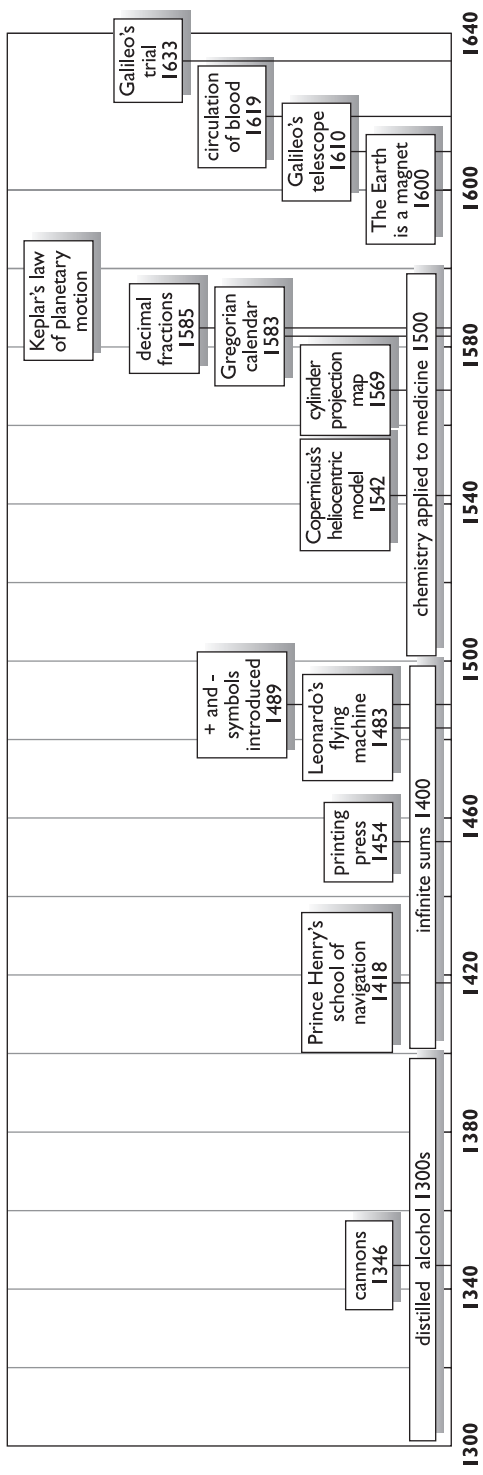 distilled alcohol 1300s
cannons
1346
infinite sums 1400
Prince Henry's
school of
navigation
1418
printing
press
1454
Leonardo's
flying
machine
1483
+ and -
symbols
introduced
1489
chemistry applied to medicine 1500
Copernicus's
heliocentric
model
1542
cylinder
projection
map
1569
Gregorian
calendar
1583
decimal
fractions
1585
Keplar's law
of planetary
motion
The Earth
is a magnet
1600
Galileo's
telescope
1610
circulation
of blood
1619
Galileo's
trial
1633
1300
1340
1380
1420
1460
1500
1540
1580
1600
1640